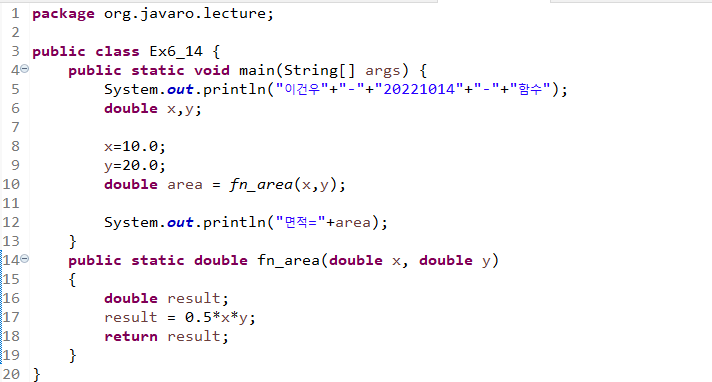 1 package org.javaro.lecture;
2
3 public class Ex6_14 {
4 public static void main(String[] args) {
5 System.out.println("이건우"+"-"+"20221014"+"-"+"함수");
6 double x,y;
7
8 x=10.0;
9 y=20.0;
10 double area = fn_area(x,y);
11
12 System.out.println("면적="+area);
13 }
14 public static double fn_area(double x, double y)
15 {
16 double result;
17 result = 0.5*x*y;
18 return result;
19 }
20 }